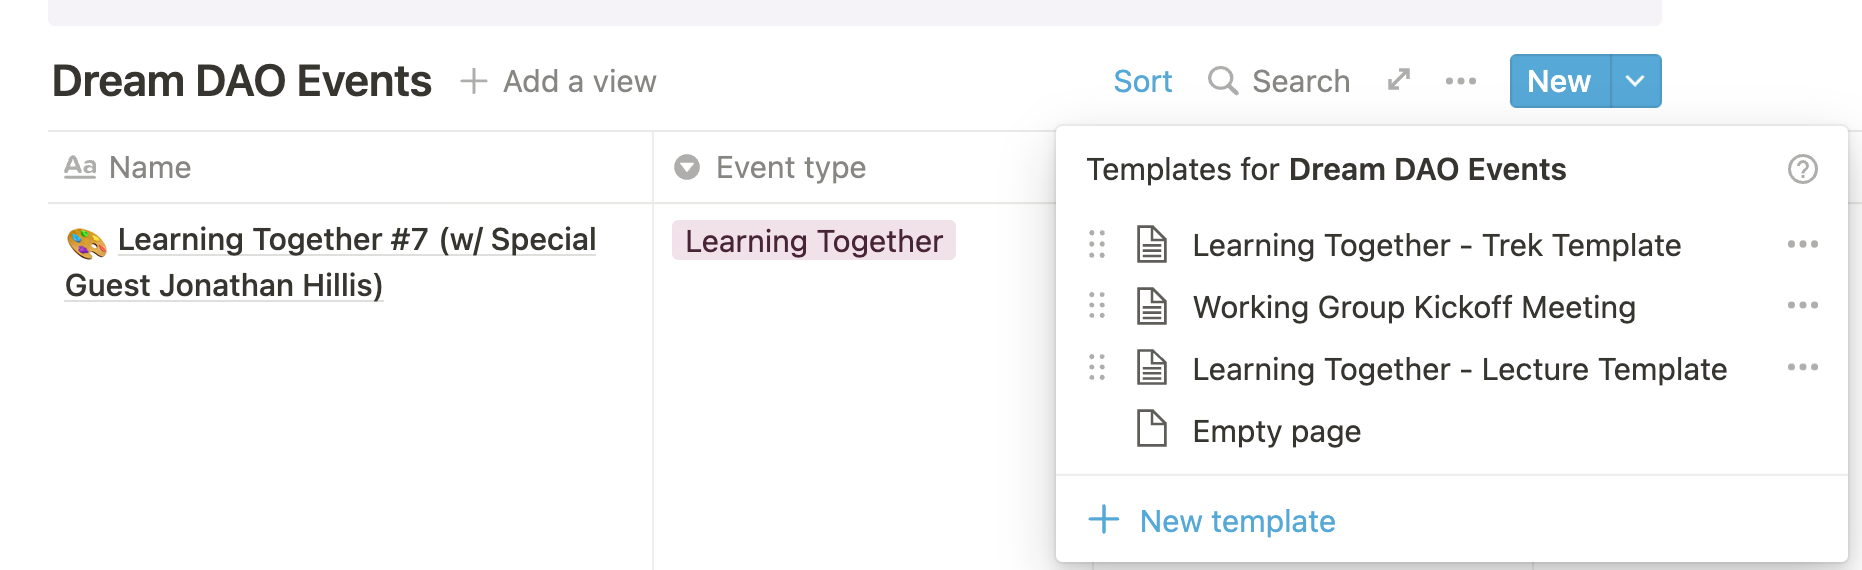 Dream DAO Events + Add a view Sort Search ••• New
Aa Name Event type
Learning Together #7 (w/ Special
Guest Jonathan Hillis)
Learning Together
Templates for Dream DAO Events ?
Learning Together - Trek Template •••
Working Group Kickoff Meeting •••
Learning Together - Lecture Template •••
Empty page
+ New template